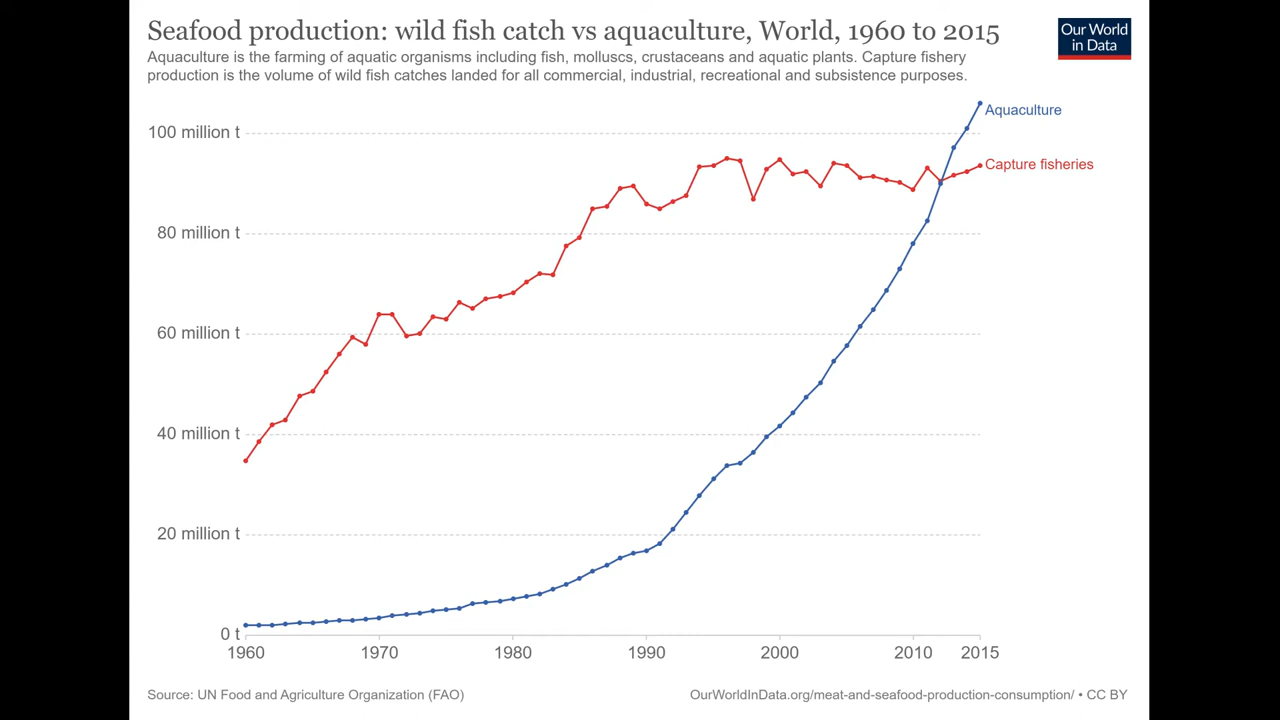 Seafood production: wild fish catch vs aquaculture, World, 1960 to 2015
Our World
in Data
Aquaculture is the farming of aquatic organisms including fish, molluscs, crustaceans and aquatic plants. Capture fishery
production is the volume of wild fish catches landed for all commercial, industrial, recreational and subsistence purposes.
Aquaculture
100 million t
Capture fisheries
80 million t
60 million t
40 million t
20 million t
0 t
1960 1970 1980 1990 2000 2010 2015
Source: UN Food and Agriculture Organization (FAO)
OurWorldInData.org/meat-and-seafood-production-consumption/ • CC BY